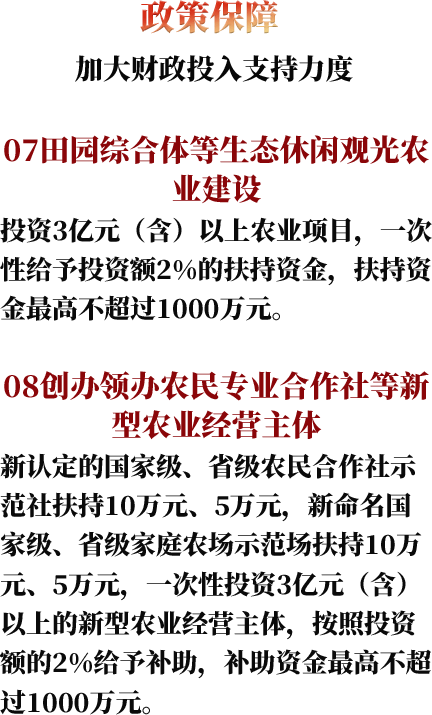 政策保障
加大财政投入支持力度
07田园综合体等生态休闲观光农
业建设
投资3亿元（含）以上农业项目，一次
性给予投资额2%的扶持资金，扶持资
金最高不超过1000万元。
08创办领办农民专业合作社等新
型农业经营主体
新认定的国家级、省级农民合作社示
范社扶持10万元、5万元，新命名国
家级、省级家庭农场示范场扶持10万
元、5万元，一次性投资3亿元（含）
以上的新型农业经营主体，按照投资
额的2%给予补助，补助资金最高不超
过1000万元。